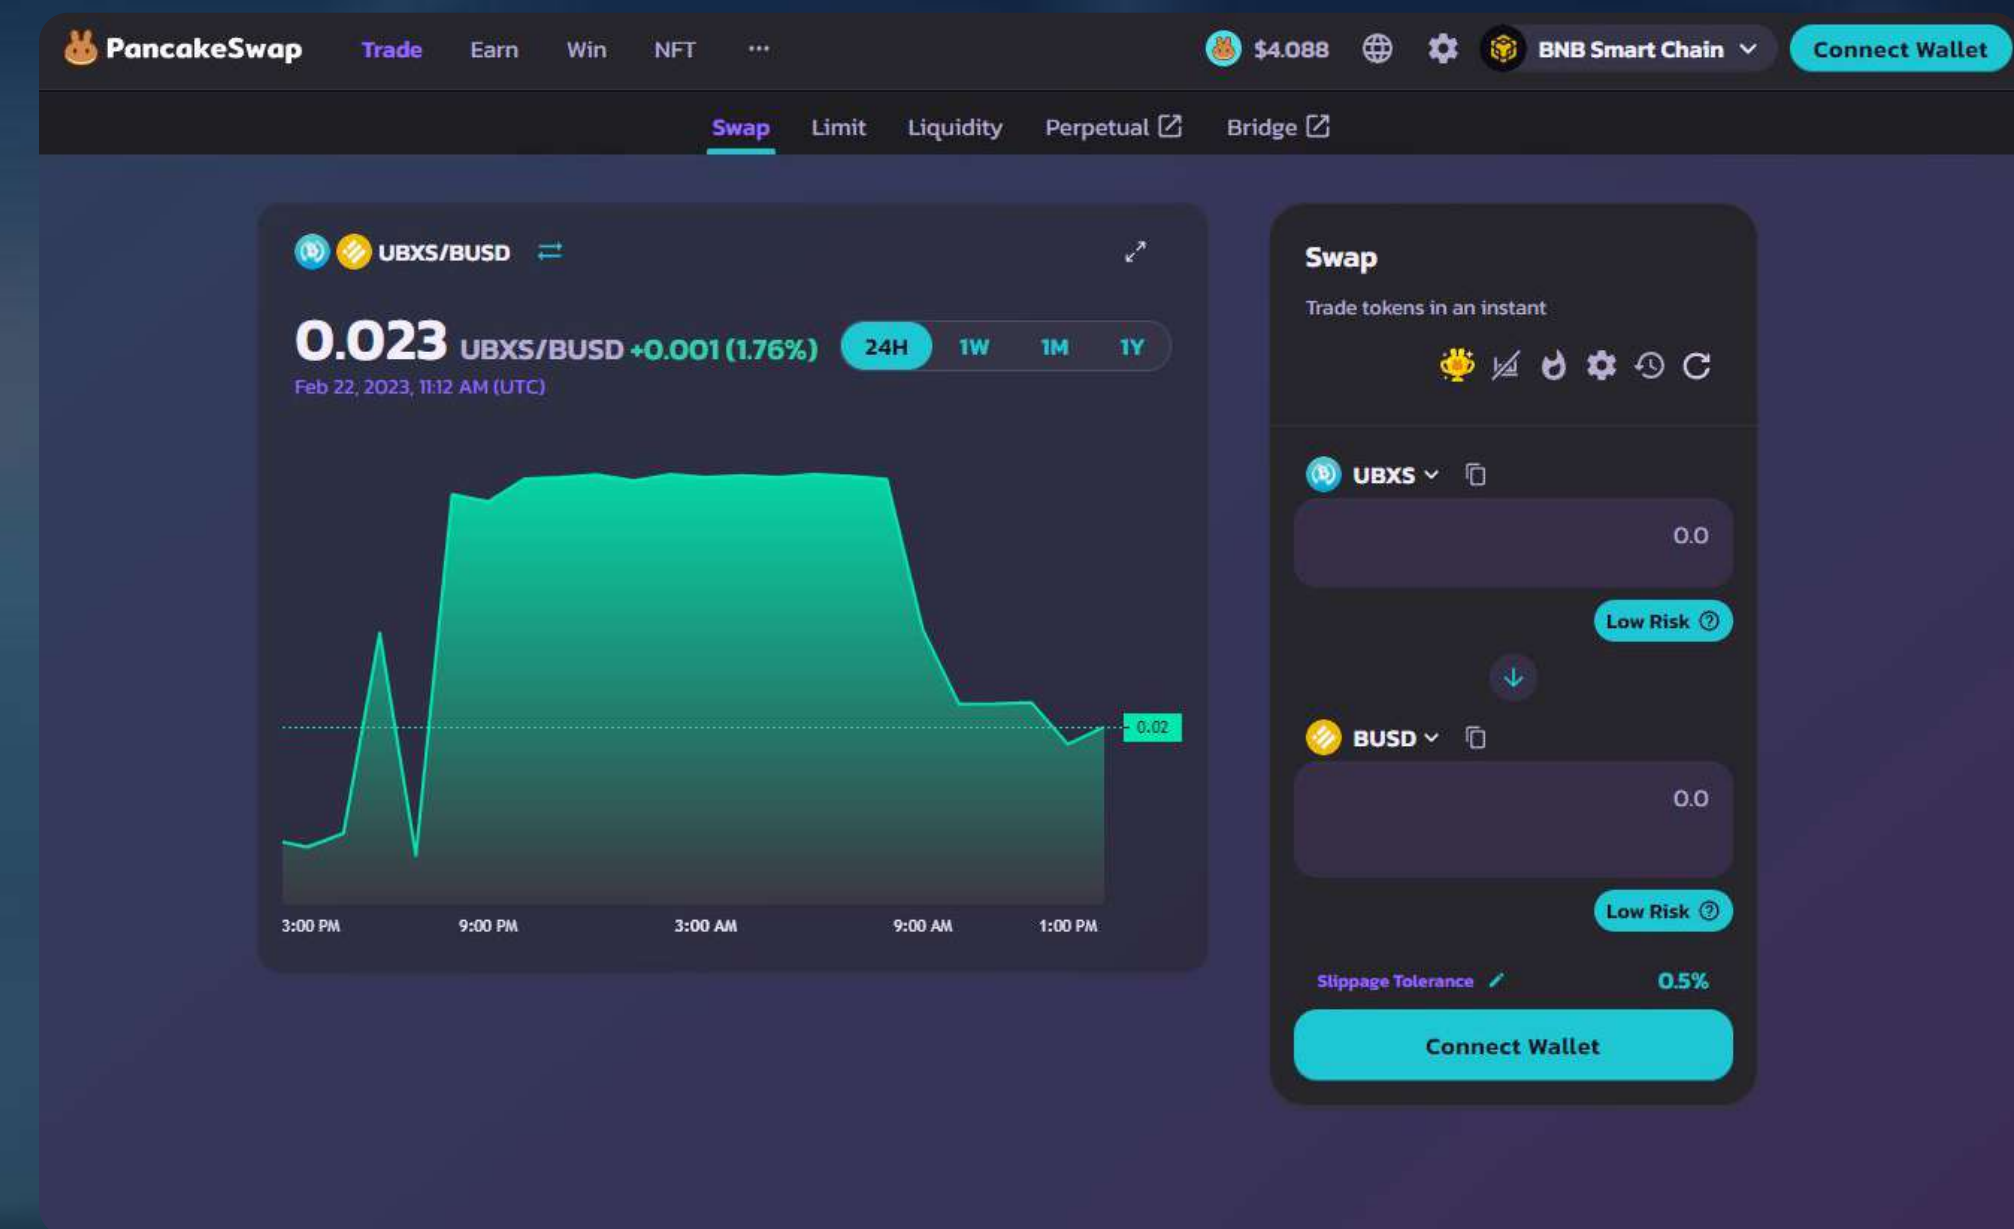 PancakeSwap Trade Earn Win NFT ... $4.088 BNB Smart Chain Connect Wallet
Swap Limit Liquidity Perpetual Bridge
UBXS/BUSD
0.023 UBXS/BUSD +0.001 (1.76%) 24H 1W 1M 1Y
Feb 22, 2023, 11:12 AM (UTC)
0.02
3:00 PM 9:00 PM 3:00 AM 9:00 AM 1:00 PM
Swap
Trade tokens in an instant
UBXS
0.0
Low Risk
BUSD
0.0
Low Risk
Slippage Tolerance 0.5%
Connect Wallet